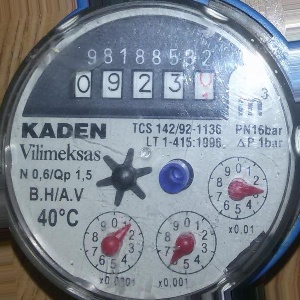 98188582
0923
m3
KADEN
TCS 142/92-1136 PN16bar
Vilimeksas
LT 1-415:1996 ΔP 1bar
N 0,6/Qp 1,5
B.H/A.V
40°C
x0,01
x0,001
x0,0001